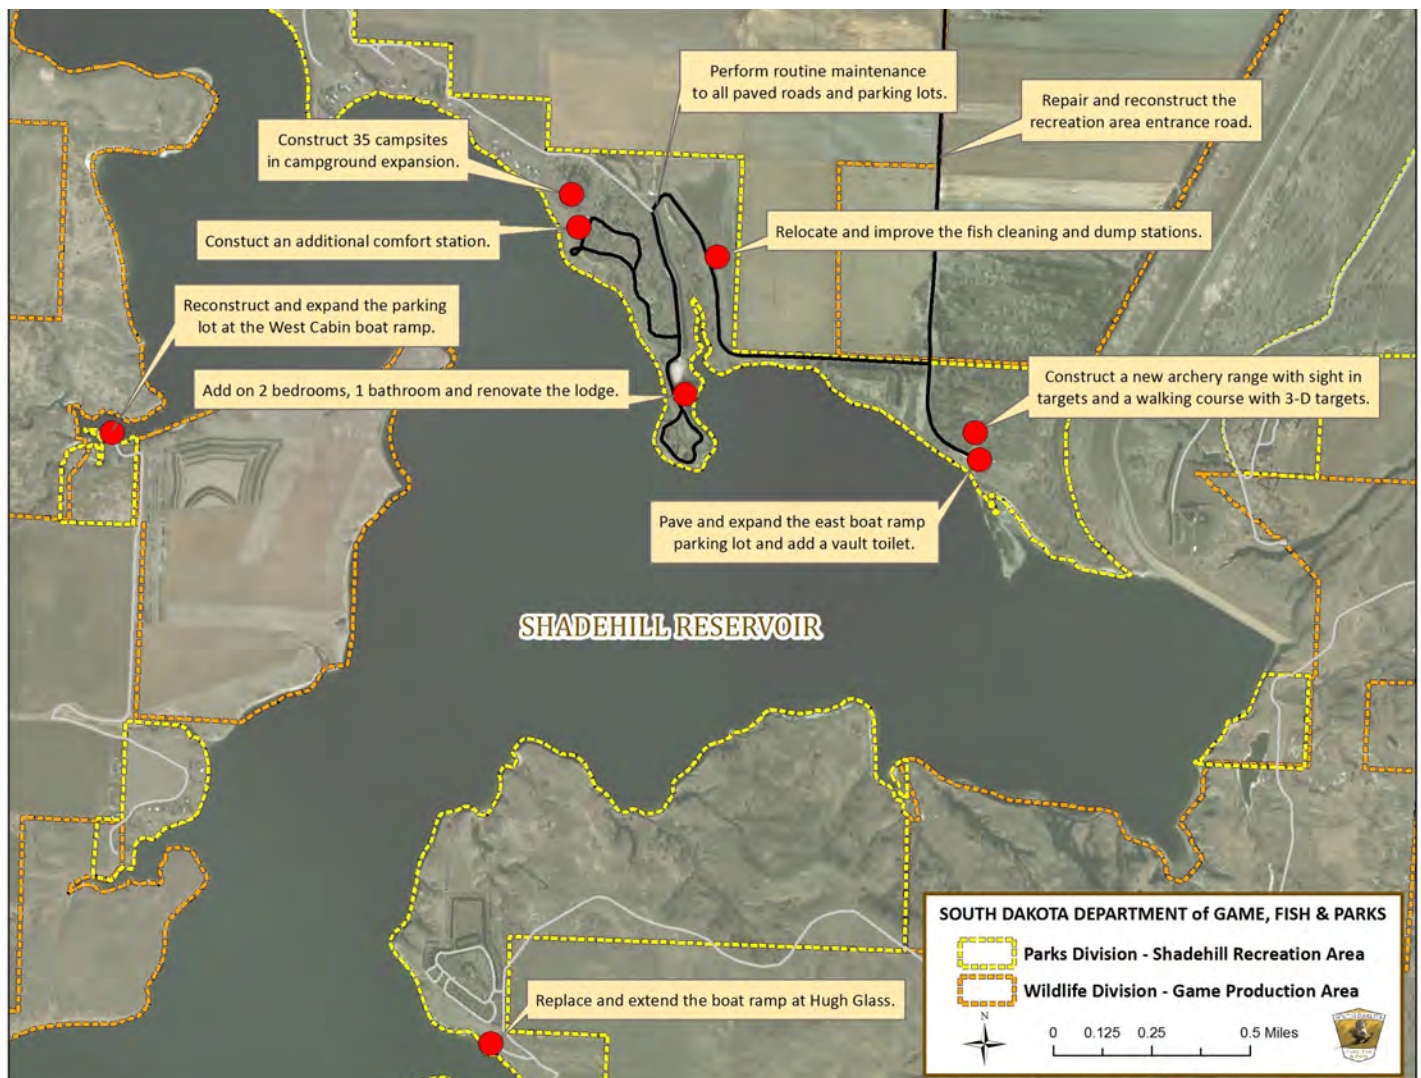 Perform routine maintenance
to all paved roads and parking lots.
Repair and reconstruct the
recreation area entrance road.
Construct 35 campsites
in campground expansion.
Constuct an additional comfort station.
Relocate and improve the fish cleaning and dump stations.
Reconstruct and expand the parking
lot at the West Cabin boat ramp.
Add on 2 bedrooms, 1 bathroom and renovate the lodge.
Construct a new archery range with sight in
targets and a walking course with 3-D targets.
Pave and expand the east boat ramp
parking lot and add a vault toilet.
SHADEHILL RESERVOIR
Replace and extend the boat ramp at Hugh Glass.
SOUTH DAKOTA DEPARTMENT of GAME, FISH & PARKS
Parks Division - Shadehill Recreation Area
Wildlife Division - Game Production Area
N
0 0.125 0.25 0.5 Miles